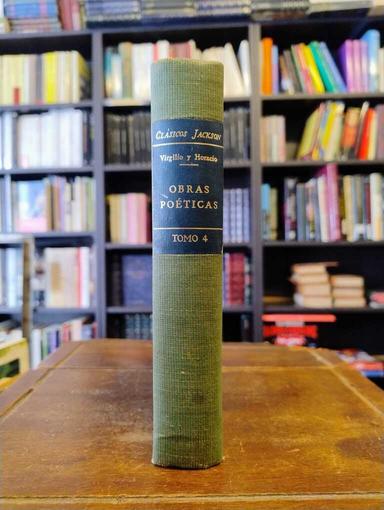 CLÁSICOS JACKSON
Virgilio y Horacio
OBRAS
POÉTICAS
TOMO 4